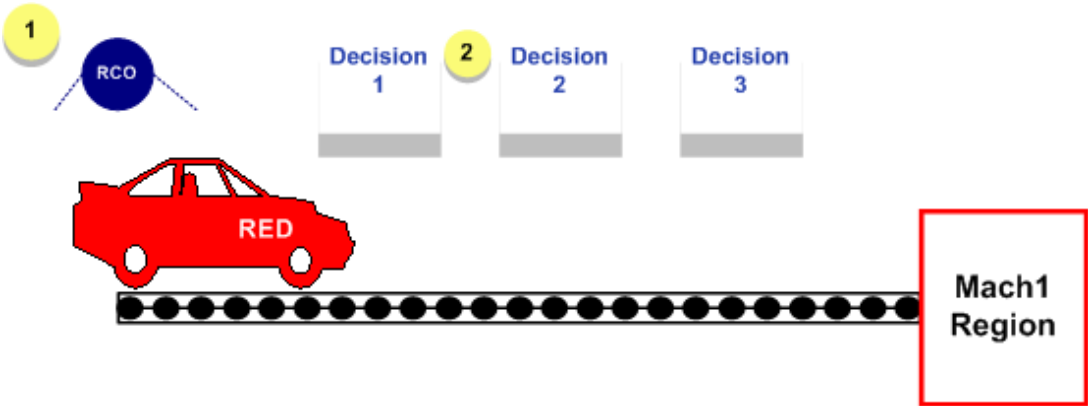 1
RCO
Decision
1
2
Decision
2
Decision
3
RED
Mach1
Region